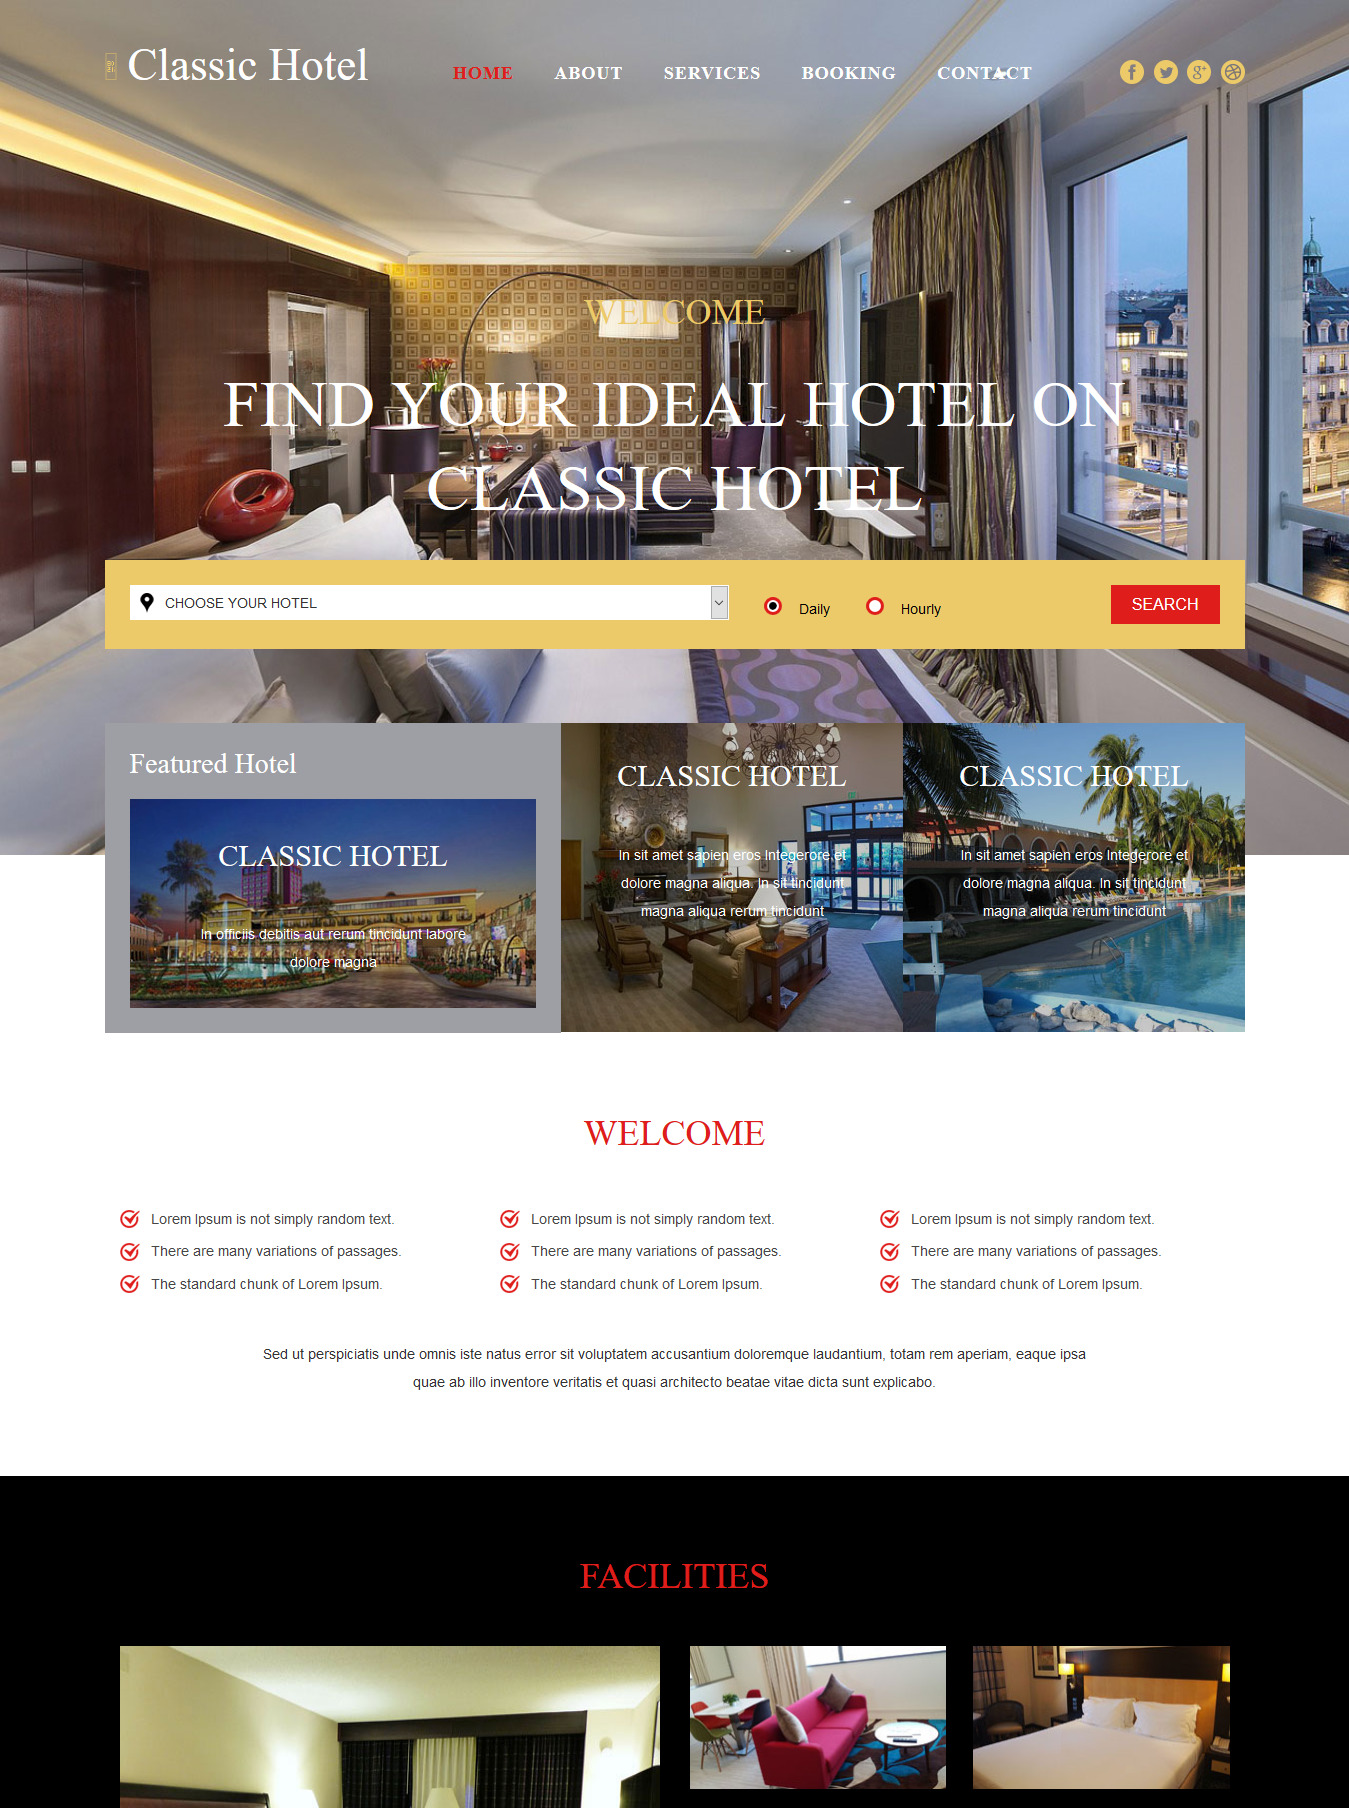 Classic Hotel
HOME ABOUT SERVICES BOOKING CONTACT
WELCOME
FIND YOUR IDEAL HOTEL ON
CLASSIC HOTEL
CHOOSE YOUR HOTEL
Daily
Hourly
SEARCH
Featured Hotel
CLASSIC HOTEL
In officiis debitis aut rerum tincidunt labore
dolore magna
CLASSIC HOTEL
In sit amet sapien eros Integerore et
dolore magna aliqua. In sit tincidunt
magna aliqua rerum tincidunt
CLASSIC HOTEL
In sit amet sapien eros Integerore et
dolore magna aliqua. In sit tincidunt
magna aliqua rerum tincidunt
WELCOME
Lorem Ipsum is not simply random text.
There are many variations of passages.
The standard chunk of Lorem Ipsum.
Lorem Ipsum is not simply random text.
There are many variations of passages.
The standard chunk of Lorem Ipsum.
Lorem Ipsum is not simply random text.
There are many variations of passages.
The standard chunk of Lorem Ipsum.
Sed ut perspiciatis unde omnis iste natus error sit voluptatem accusantium doloremque laudantium, totam rem aperiam, eaque ipsa
quae ab illo inventore veritatis et quasi architecto beatae vitae dicta sunt explicabo.
FACILITIES